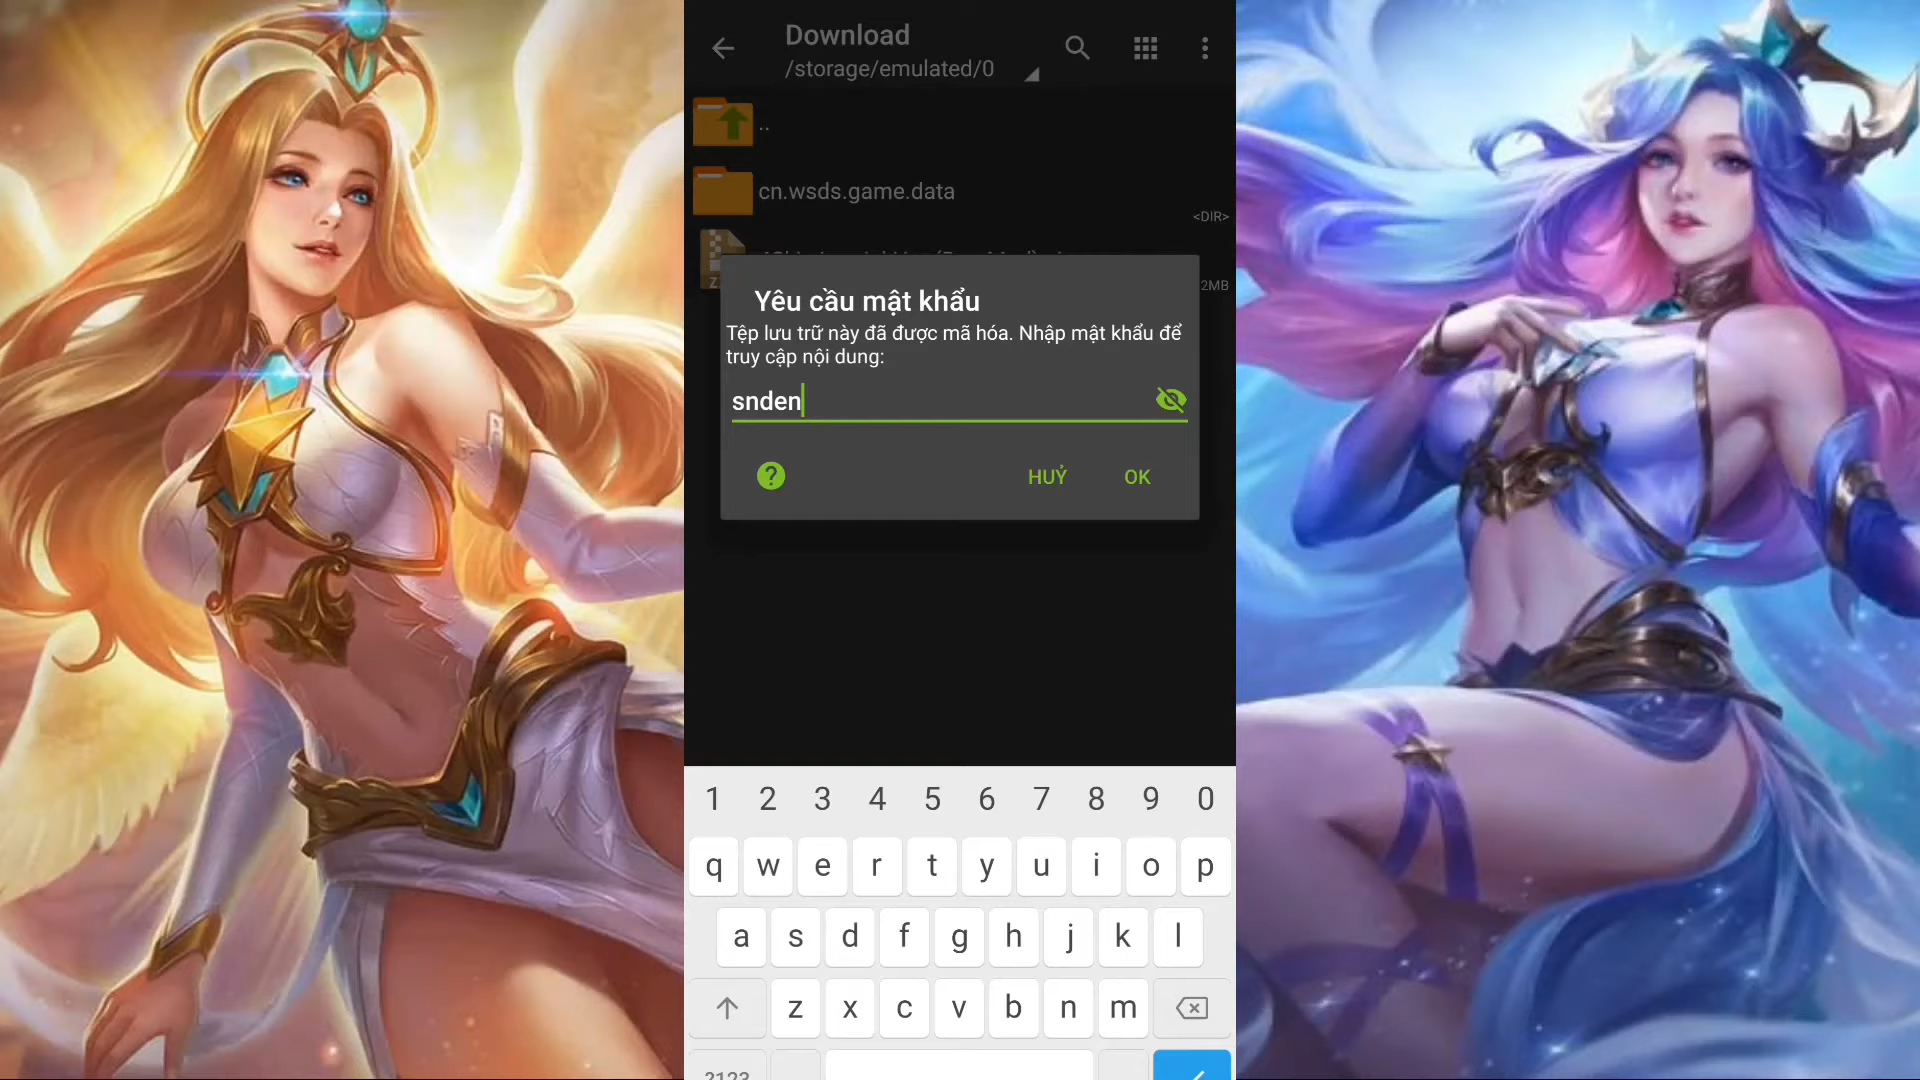 Download
/storage/emulated/0
..
cn.wsds.game.data
<DIR>
2MB
Yêu cầu mật khẩu
Tệp lưu trữ này đã được mã hóa. Nhập mật khẩu để
truy cập nội dung:
snden
HUỶ
OK
1 2 3 4 5 6 7 8 9 0
q w e r t y u i o p
a s d f g h j k l
z x c v b n m